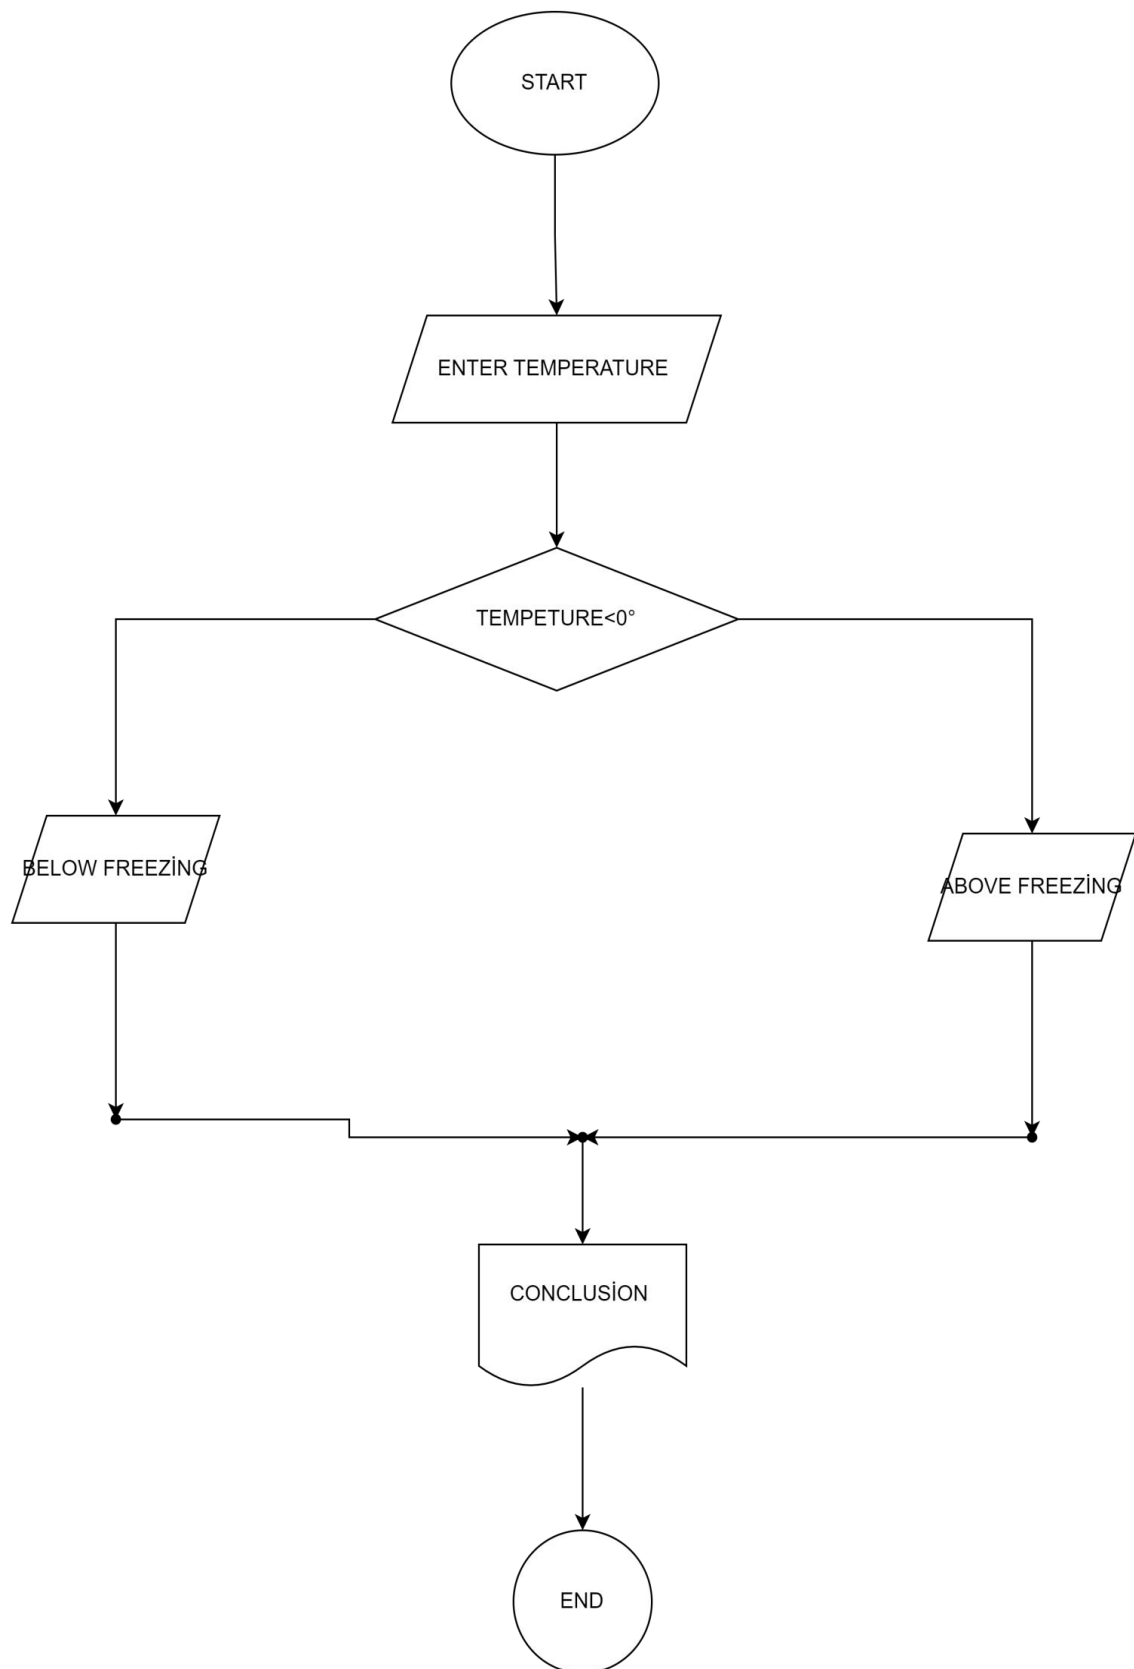 START
ENTER TEMPERATURE
TEMPETURE<0°
BELOW FREEZİNG
ABOVE FREEZİNG
CONCLUSİON
END